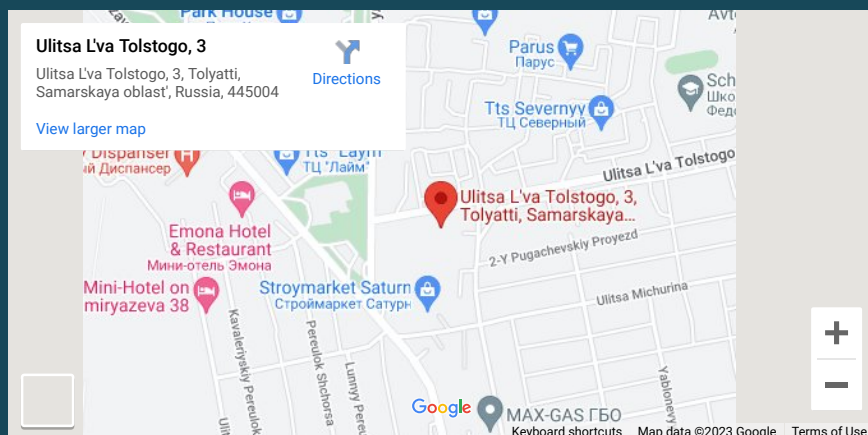 Park House
Ulitsa L'va Tolstogo, 3
Ulitsa L'va Tolstogo, 3, Tolyatti,
Samarskaya oblast', Russia, 445004
Directions
View larger map
Parus
Парус
Tts Severnyy
ТЦ Северный
Dispanser
Диспансер
Tts "Laym"
ТЦ "Лайм"
Ulitsa L'va Tolstogo
Ulitsa L'va Tolstogo, 3,
Tolyatti, Samarskaya...
Emona Hotel
& Restaurant
Мини-отель Эмона
2-Y Pugachevskiy Proyezd
Mini-Hotel on
miryazeva 38
Stroymarket Saturn
Строймаркет Сатурн
Ulitsa Michurina
Kavaleriyskiy Pereulok
Pereulok Shchorsa
Lunnyy Pereulok
Yablonevy
Google
MAX-GAS ГБО
Keyboard shortcuts
Map data ©2023 Google
Terms of Use